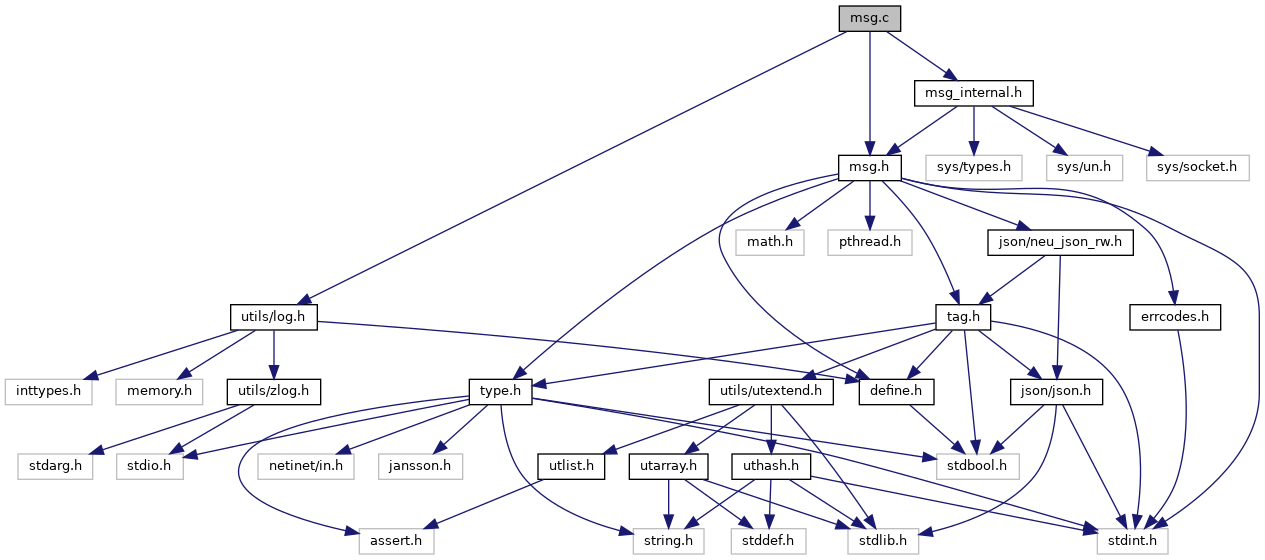 msg.c
msg_internal.h
msg.h
sys/types.h
sys/un.h
sys/socket.h
math.h
pthread.h
json/neu_json_rw.h
utils/log.h
tag.h
errcodes.h
inttypes.h
memory.h
utils/zlog.h
type.h
utils/utextend.h
define.h
json/json.h
stdarg.h
stdio.h
netinet/in.h
jansson.h
utlist.h
utarray.h
uthash.h
stdbool.h
assert.h
string.h
stddef.h
stdlib.h
stdint.h